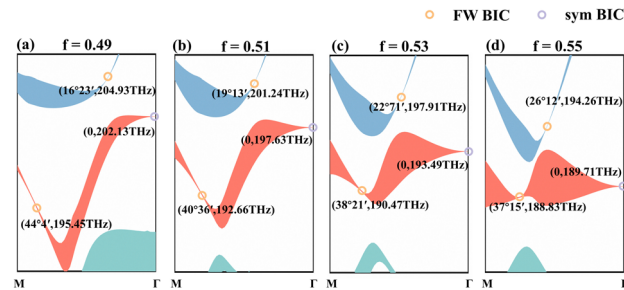 FW BIC sym BIC
(a) f = 0.49 (b) f = 0.51 (c) f = 0.53 (d) f = 0.55
(16°23′,204.93THz)
(0,202.13THz)
(44°4′,195.45THz)
(19°13′,201.24THz)
(0,197.63THz)
(40°36′,192.66THz)
(22°71′,197.91THz)
(0,193.49THz)
(38°21′,190.47THz)
(26°12′,194.26THz)
(0,189.71THz)
(37°15′,188.83THz)
M Γ M Γ M Γ M Γ